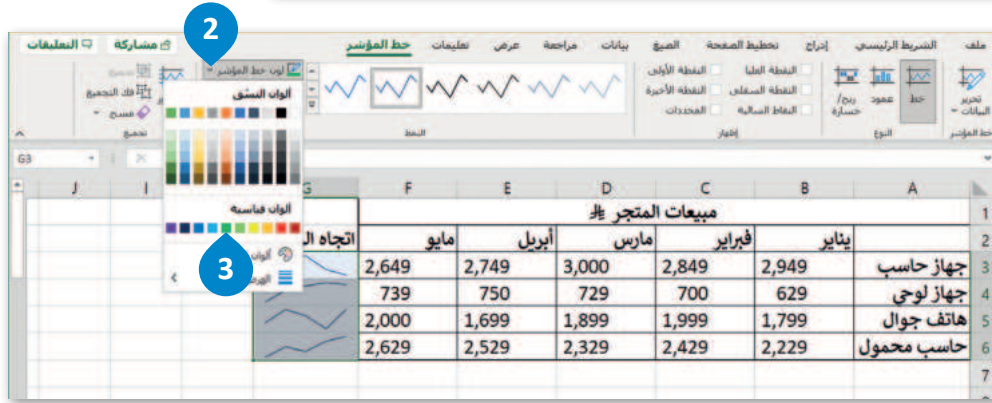 2
ملف الشريط الرئيسي إدراج تخطيط الصفحة الصيغ بيانات مراجعة عرض تعليمات خط المؤشر مشاركة التعليقات
تحرير البيانات
خط المؤشر
خط عمود ربح/خسارة
النوع
النقطة العليا النقطة الأولى
النقطة السفلى النقطة الأخيرة
النقاط السالبة المحددات
إظهار
النمط
لون خط المؤشر
تجميع
فك التجميع
مسح
تجميع
ألوان النسق
ألوان قياسية
3
G3
J I G F E D C B A
1 مبيعات المتجر
2 يناير فبراير مارس أبريل مايو
3 جهاز حاسب 2,949 2,849 3,000 2,749 2,649
4 جهاز لوحي 629 700 729 750 739
5 هاتف جوال 1,799 1,999 1,899 1,699 2,000
6 حاسب محمول 2,229 2,429 2,329 2,529 2,629
7